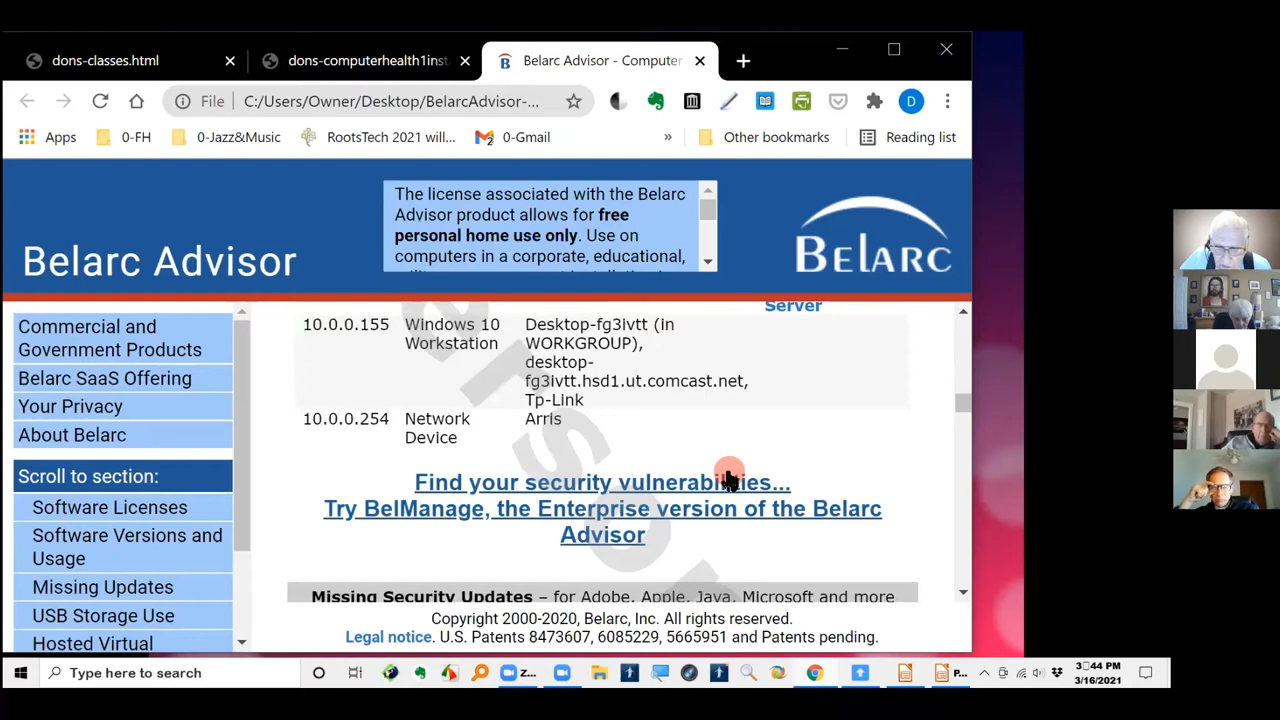 dons-classes.html
dons-computerhealth1inst
Belarc Advisor - Computer
File C:/Users/Owner/Desktop/BelarcAdvisor-...
D
Apps 0-FH 0-Jazz&Music RootsTech 2021 will... 0-Gmail » Other bookmarks Reading list
The license associated with the Belarc
Advisor product allows for free
personal home use only. Use on
computers in a corporate, educational,
Belarc Advisor
BELARC
Commercial and
Government Products
Belarc SaaS Offering
Your Privacy
About Belarc
Scroll to section:
Software Licenses
Software Versions and
Usage
Missing Updates
USB Storage Use
Hosted Virtual
Server
10.0.0.155 Windows 10 Desktop-fg3ivtt (in
Workstation WORKGROUP),
desktop-
fg3ivtt.hsd1.ut.comcast.net,
Tp-Link
10.0.0.254 Network Arris
Device
Find your security vulnerabilities...
Try BelManage, the Enterprise version of the Belarc
Advisor
Missing Security Updates – for Adobe, Apple, Java, Microsoft and more
Copyright 2000-2020, Belarc, Inc. All rights reserved.
Legal notice. U.S. Patents 8473607, 6085229, 5665951 and Patents pending.
Type here to search
Z...
P...
3:44 PM
3/16/2021